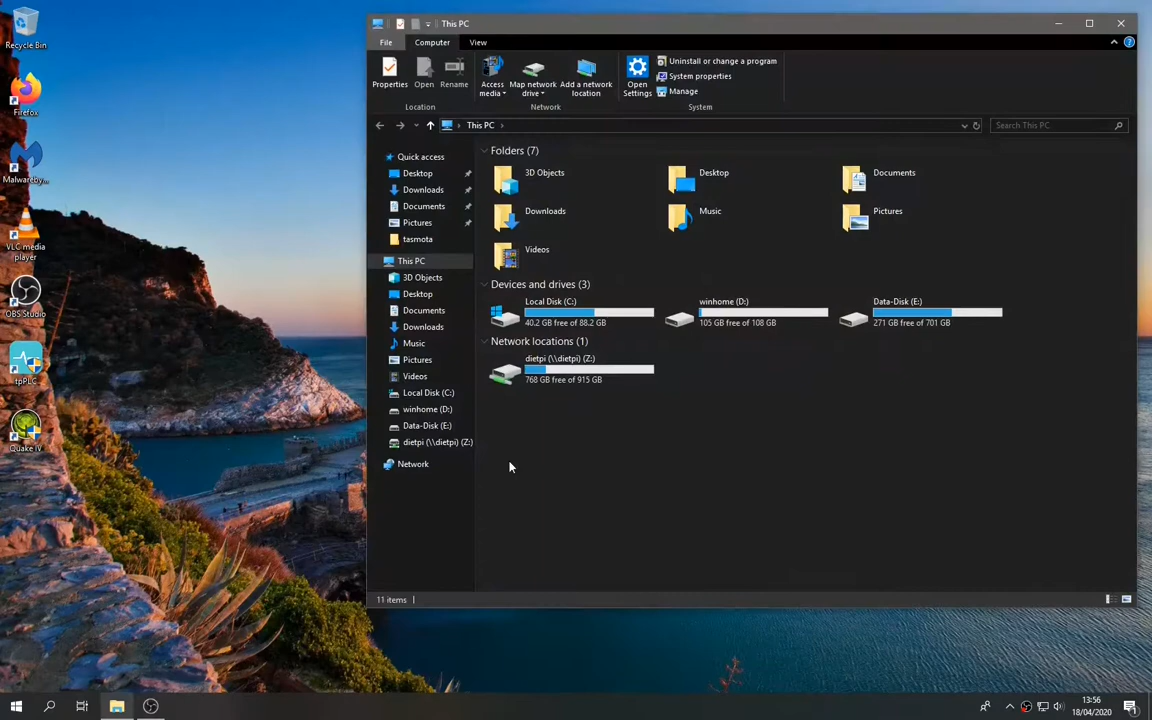 Recycle Bin
Firefox
Malwareby...
VLC media
player
OBS Studio
tpPLC
Quake IV
This PC
File
Computer
View
Properties
Open
Rename
Access
media
Map network
drive
Add a network
location
Open
Settings
Uninstall or change a program
System properties
Manage
Location
Network
System
This PC
Search This PC
Quick access
Desktop
Downloads
Documents
Pictures
tasmota
This PC
3D Objects
Desktop
Documents
Downloads
Music
Pictures
Videos
Local Disk (C:)
winhome (D:)
Data-Disk (E:)
dietpi (\\dietpi) (Z:)
Network
Folders (7)
3D Objects
Desktop
Documents
Downloads
Music
Pictures
Videos
Devices and drives (3)
Local Disk (C:)
40.2 GB free of 88.2 GB
winhome (D:)
105 GB free of 108 GB
Data-Disk (E:)
271 GB free of 701 GB
Network locations (1)
dietpi (\\dietpi) (Z:)
768 GB free of 915 GB
11 items
13:56
18/04/2020